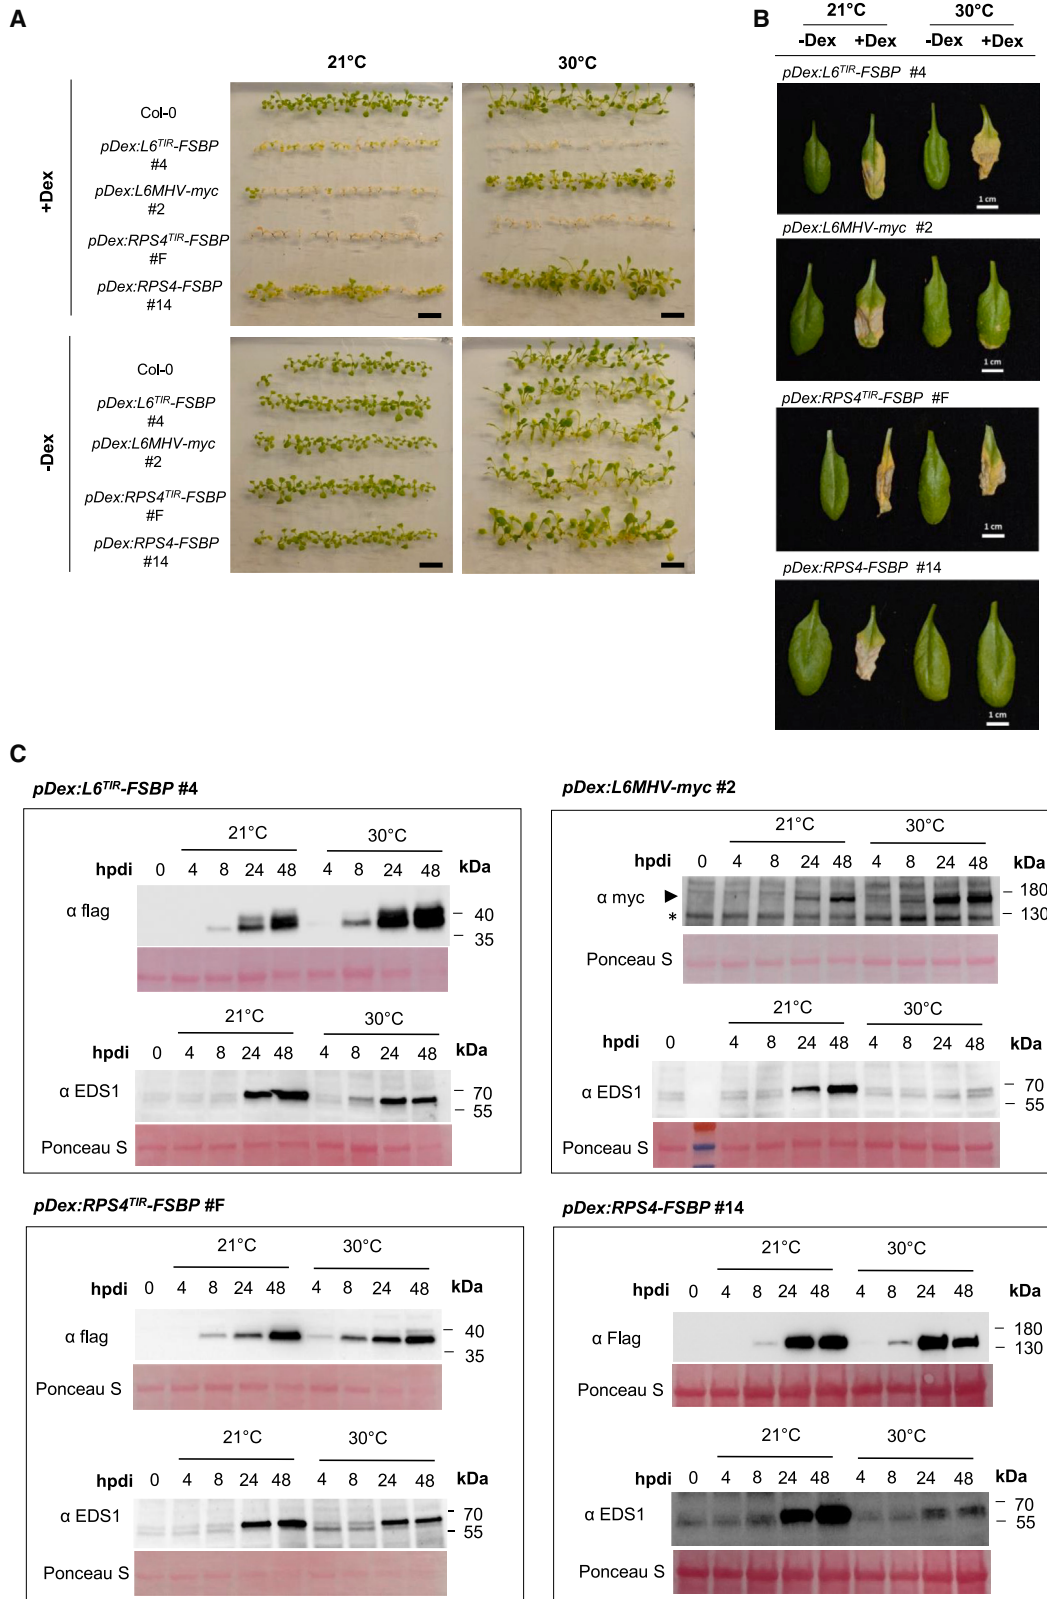 A
21°C 30°C
+Dex
Col-0
pDex:L6TIR-FSBP
#4
pDex:L6MHV-myc
#2
pDex:RPS4TIR-FSBP
#F
pDex:RPS4-FSBP
#14
-Dex
Col-0
pDex:L6TIR-FSBP
#4
pDex:L6MHV-myc
#2
pDex:RPS4TIR-FSBP
#F
pDex:RPS4-FSBP
#14
B
21°C 30°C
-Dex +Dex -Dex +Dex
pDex:L6TIR-FSBP #4
1 cm
pDex:L6MHV-myc #2
1 cm
pDex:RPS4TIR-FSBP #F
1 cm
pDex:RPS4-FSBP #14
1 cm
C
pDex:L6TIR-FSBP #4
21°C 30°C
hpdi 0 4 8 24 48 4 8 24 48 kDa
α flag
40
35
21°C 30°C
hpdi 0 4 8 24 48 4 8 24 48 kDa
α EDS1
70
55
Ponceau S
pDex:L6MHV-myc #2
21°C 30°C
hpdi 0 4 8 24 48 4 8 24 48 kDa
α myc
*
180
130
Ponceau S
21°C 30°C
hpdi 0 4 8 24 48 4 8 24 48 kDa
α EDS1
70
55
Ponceau S
pDex:RPS4TIR-FSBP #F
21°C 30°C
hpdi 0 4 8 24 48 4 8 24 48 kDa
α flag
40
35
Ponceau S
21°C 30°C
hpdi 0 4 8 24 48 4 8 24 48 kDa
α EDS1
70
55
Ponceau S
pDex:RPS4-FSBP #14
21°C 30°C
hpdi 0 4 8 24 48 4 8 24 48 kDa
α Flag
180
130
Ponceau S
21°C 30°C
hpdi 0 4 8 24 48 4 8 24 48 kDa
α EDS1
70
55
Ponceau S